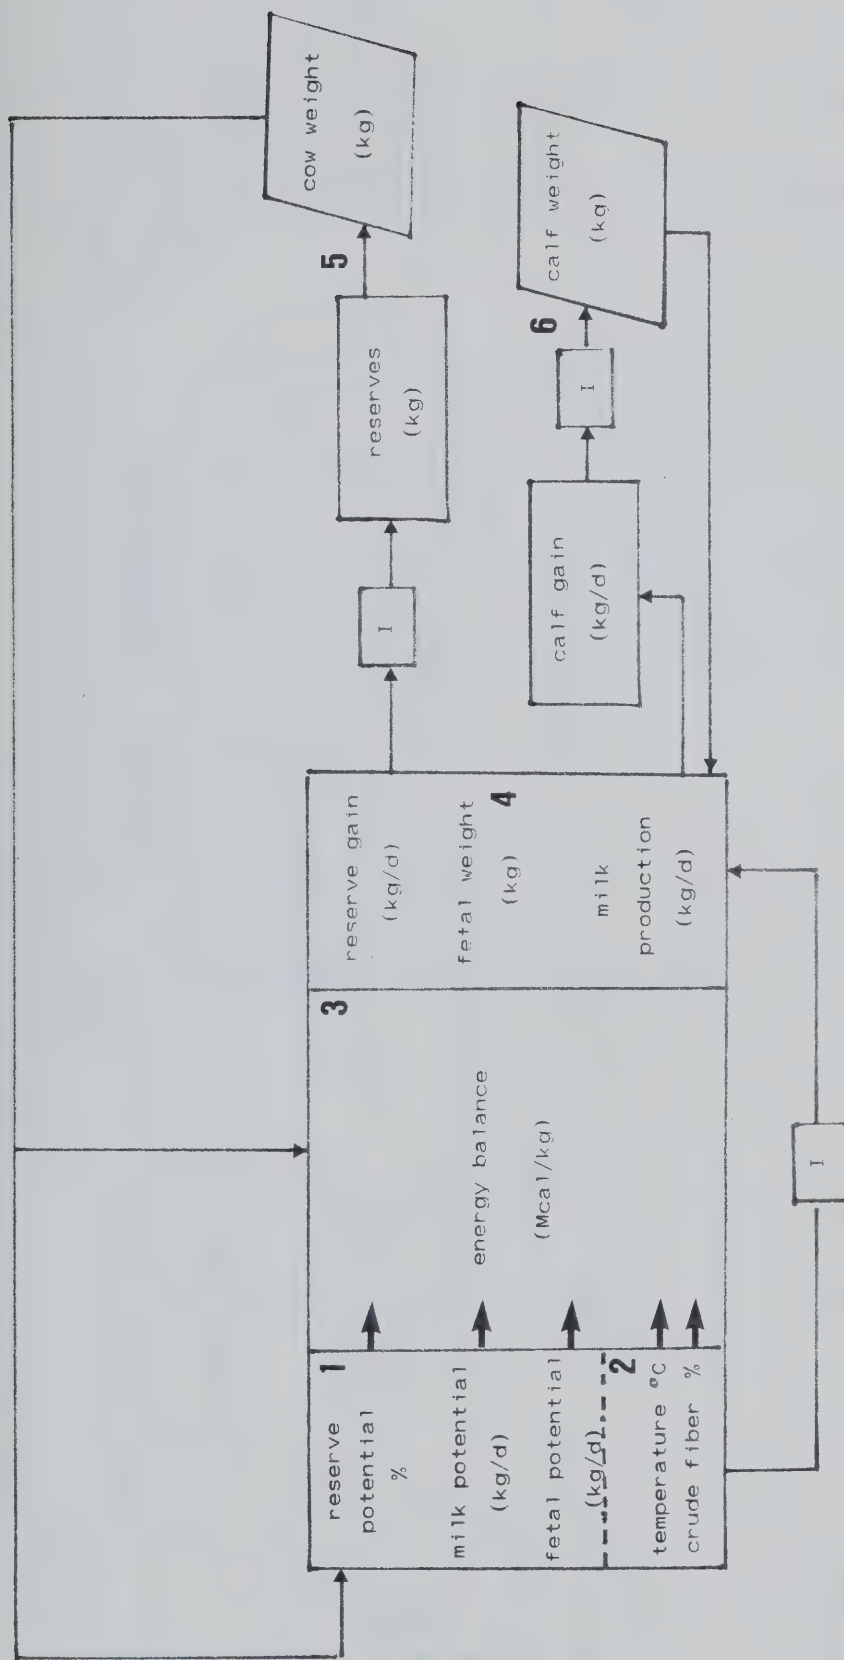 1
reserve
potential
%
milk potential
(kg/d)
fetal potential
(kg/d)
2
temperature °C
crude fiber %
3
energy balance
(Mcal/kg)
reserve gain
(kg/d)
fetal weight
(kg)
4
milk
production
(kg/d)
I
I
reserves
(kg)
5
cow weight
(kg)
calf gain
(kg/d)
I
6
calf weight
(kg)